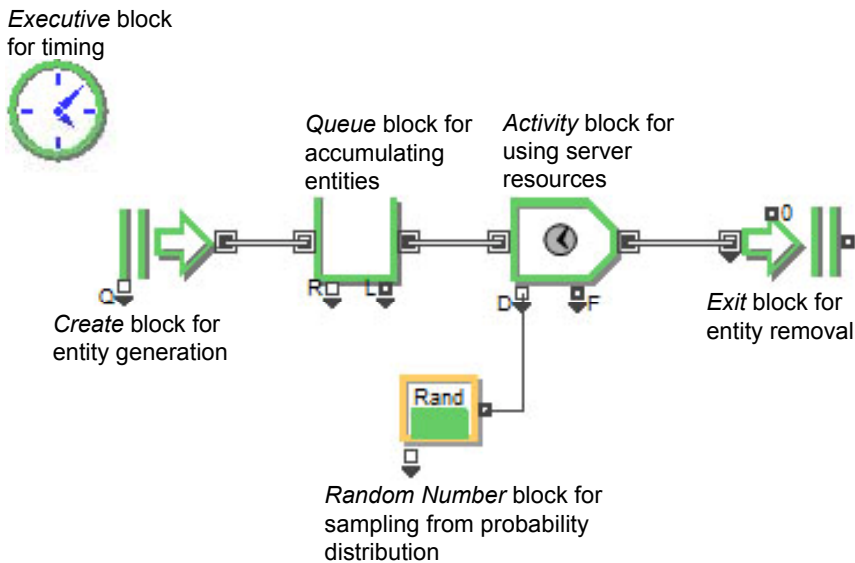 Executive block
for timing
Queue block for
accumulating
entities
Activity block for
using server
resources
0
Q
R
L
D
F
Create block for
entity generation
Exit block for
entity removal
Rand
Random Number block for
sampling from probability
distribution